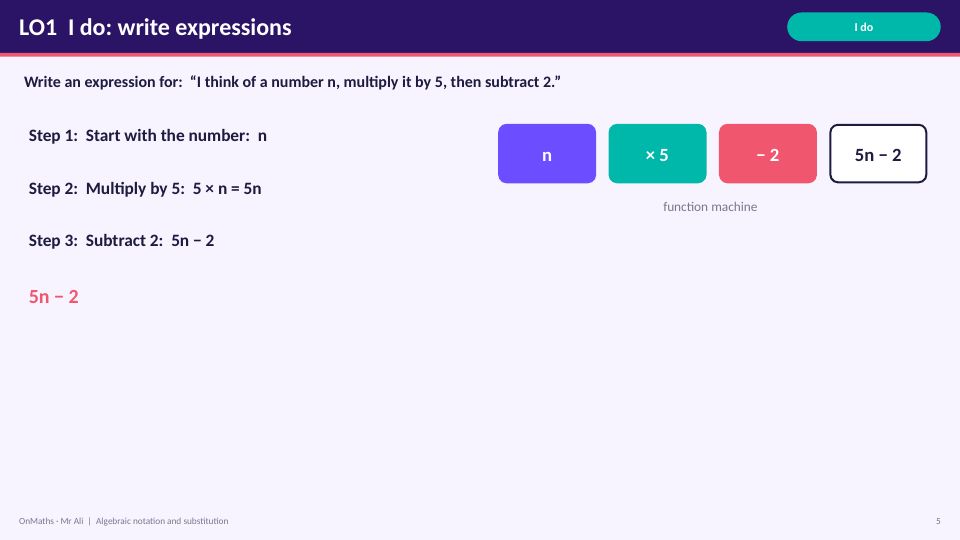 LO1 I do: write expressions
I do
Write an expression for: “I think of a number n, multiply it by 5, then subtract 2.”
Step 1: Start with the number: n
Step 2: Multiply by 5: 5 × n = 5n
Step 3: Subtract 2: 5n − 2
5n − 2
n
× 5
− 2
5n − 2
function machine
OnMaths · Mr Ali | Algebraic notation and substitution
5